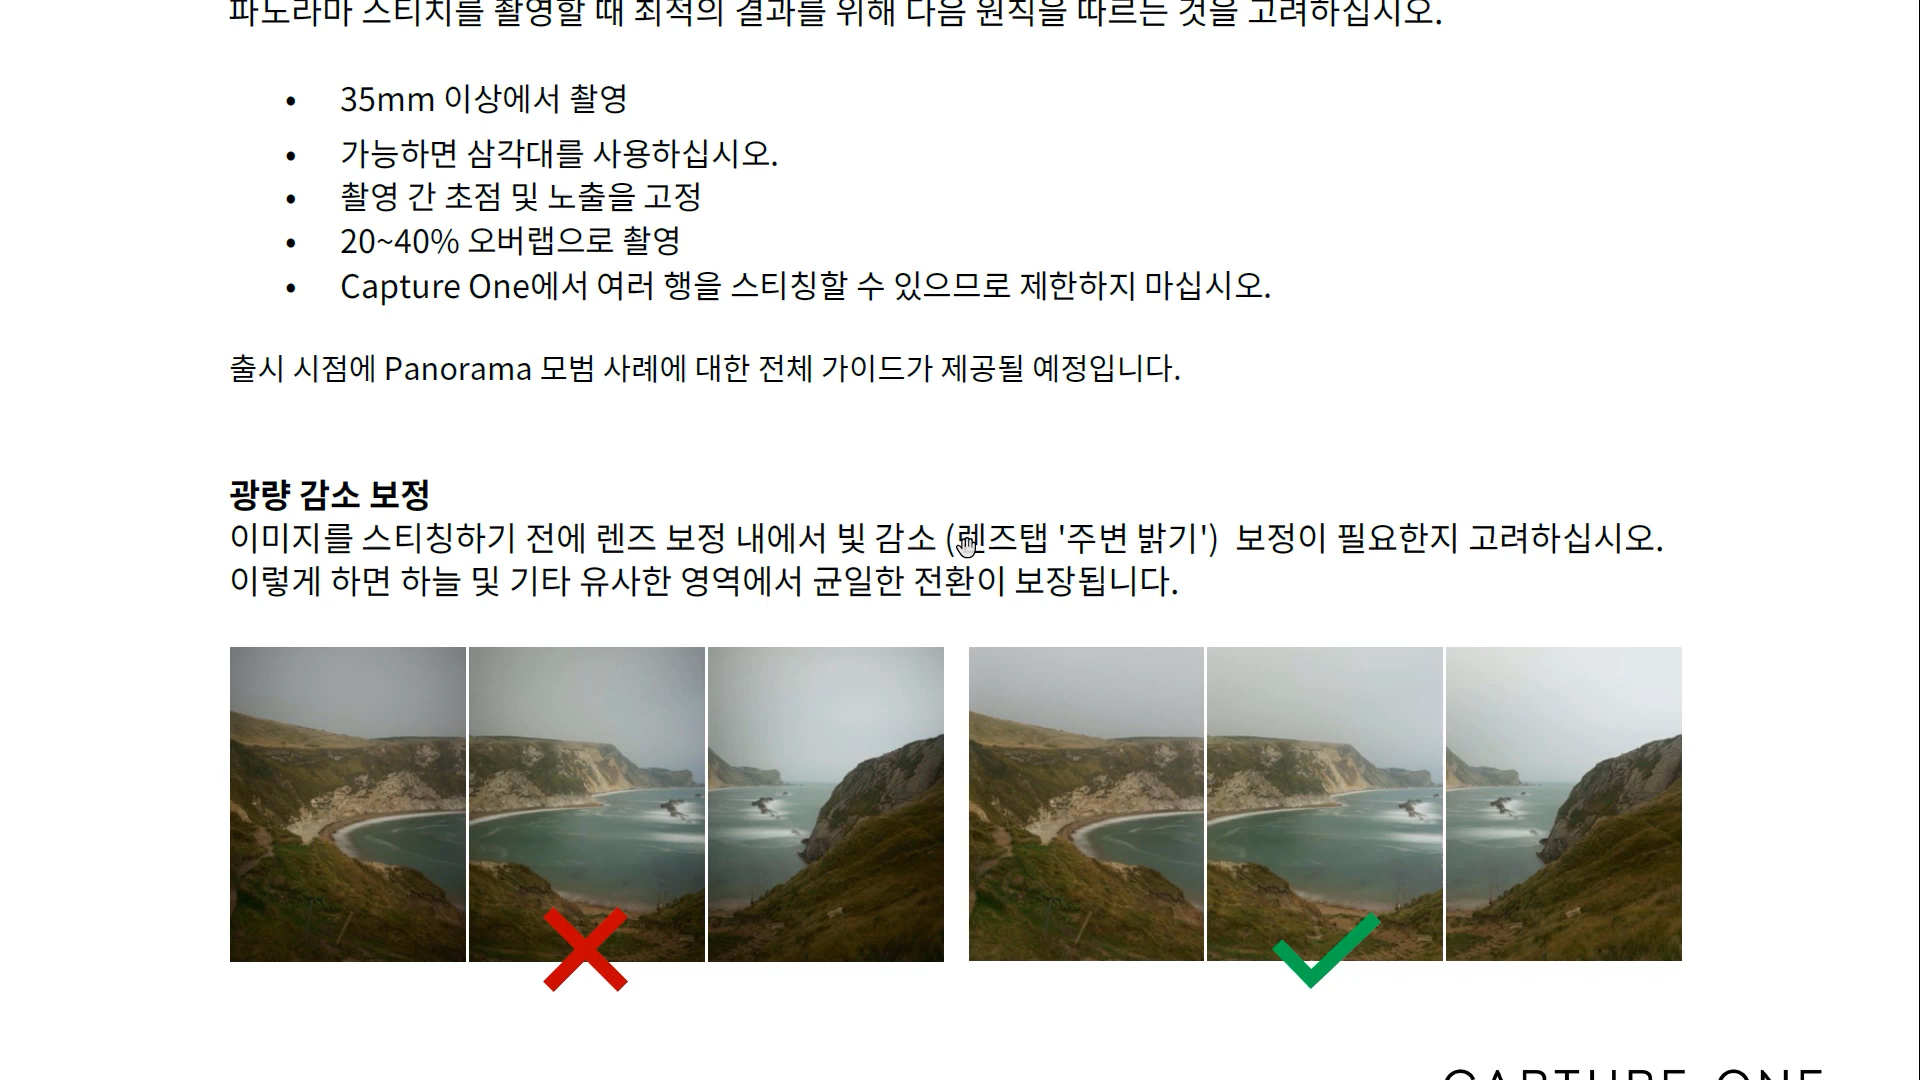 파노라마 스티치를 촬영할 때 최적의 결과를 위해 다음 원칙을 따르는 것을 고려하십시오.
• 35mm 이상에서 촬영
• 가능하면 삼각대를 사용하십시오.
• 촬영 간 초점 및 노출을 고정
• 20~40% 오버랩으로 촬영
• Capture One에서 여러 행을 스티칭할 수 있으므로 제한하지 마십시오.
출시 시점에 Panorama 모범 사례에 대한 전체 가이드가 제공될 예정입니다.
광량 감소 보정
이미지를 스티칭하기 전에 렌즈 보정 내에서 빛 감소 (렌즈탭 '주변 밝기') 보정이 필요한지 고려하십시오.
이렇게 하면 하늘 및 기타 유사한 영역에서 균일한 전환이 보장됩니다.
CAPTURE ONE